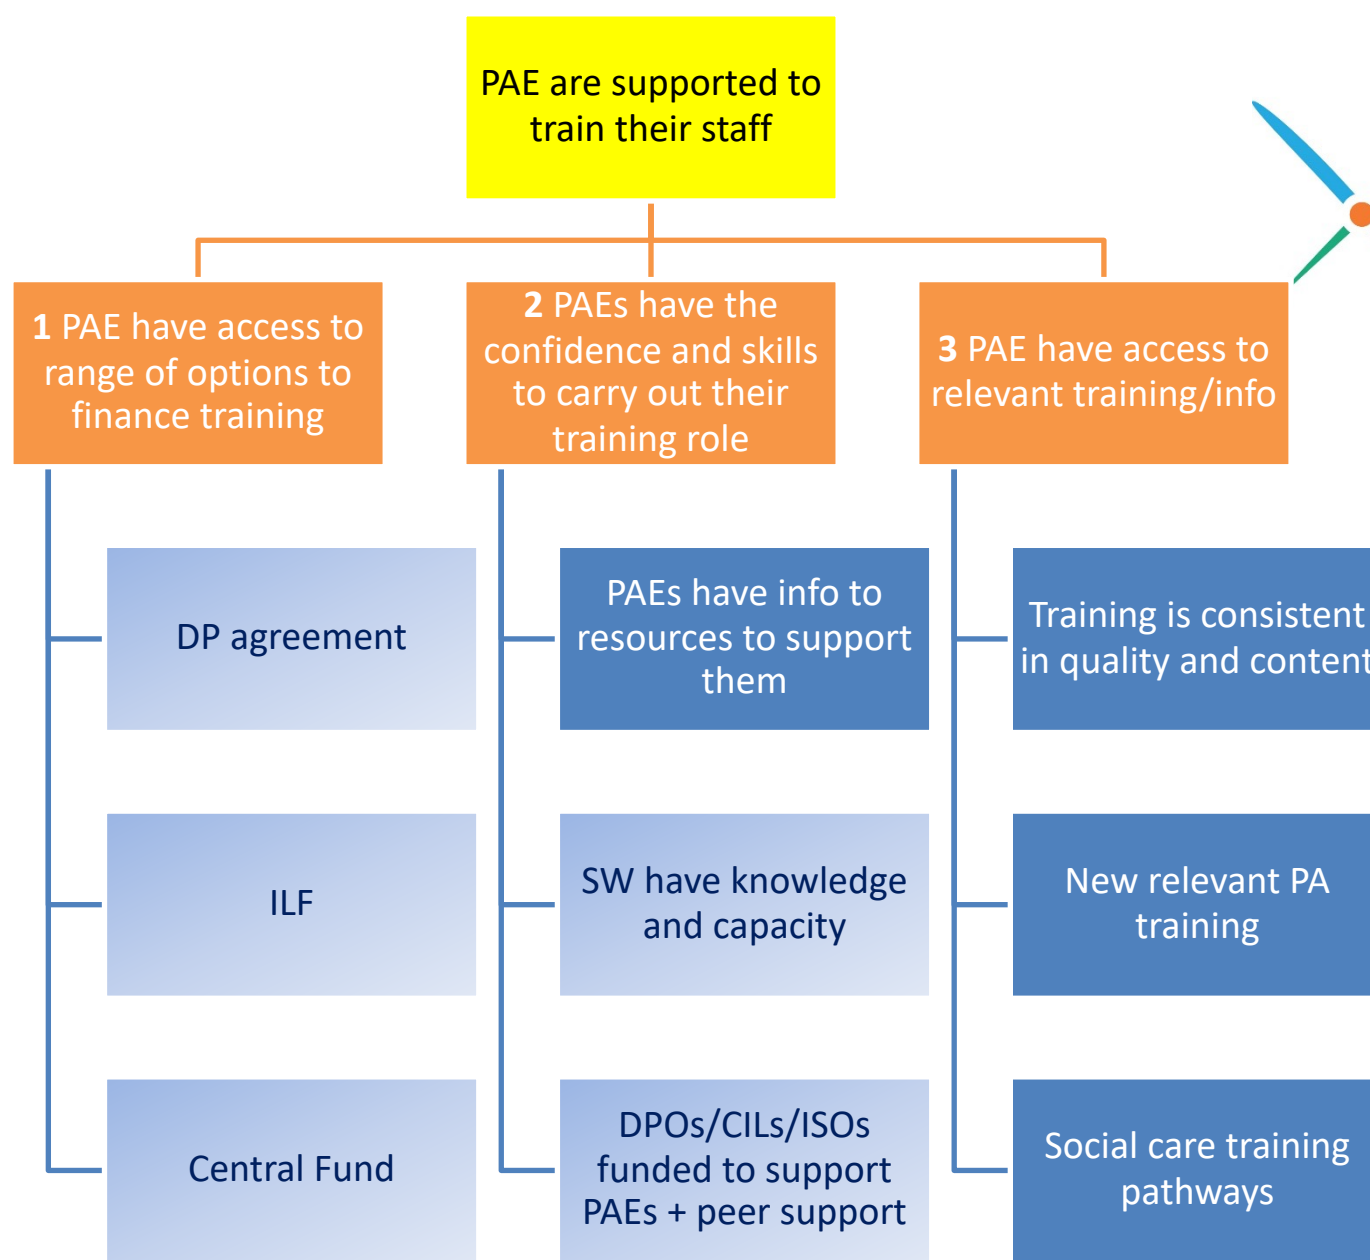 PAE are supported to
train their staff
1 PAE have access to
range of options to
finance training
2 PAEs have the
confidence and skills
to carry out their
training role
3 PAE have access to
relevant training/info
DP agreement
ILF
Central Fund
PAEs have info to
resources to support
them
SW have knowledge
and capacity
DPOs/CILs/ISOs
funded to support
PAEs + peer support
Training is consistent
in quality and content
New relevant PA
training
Social care training
pathways